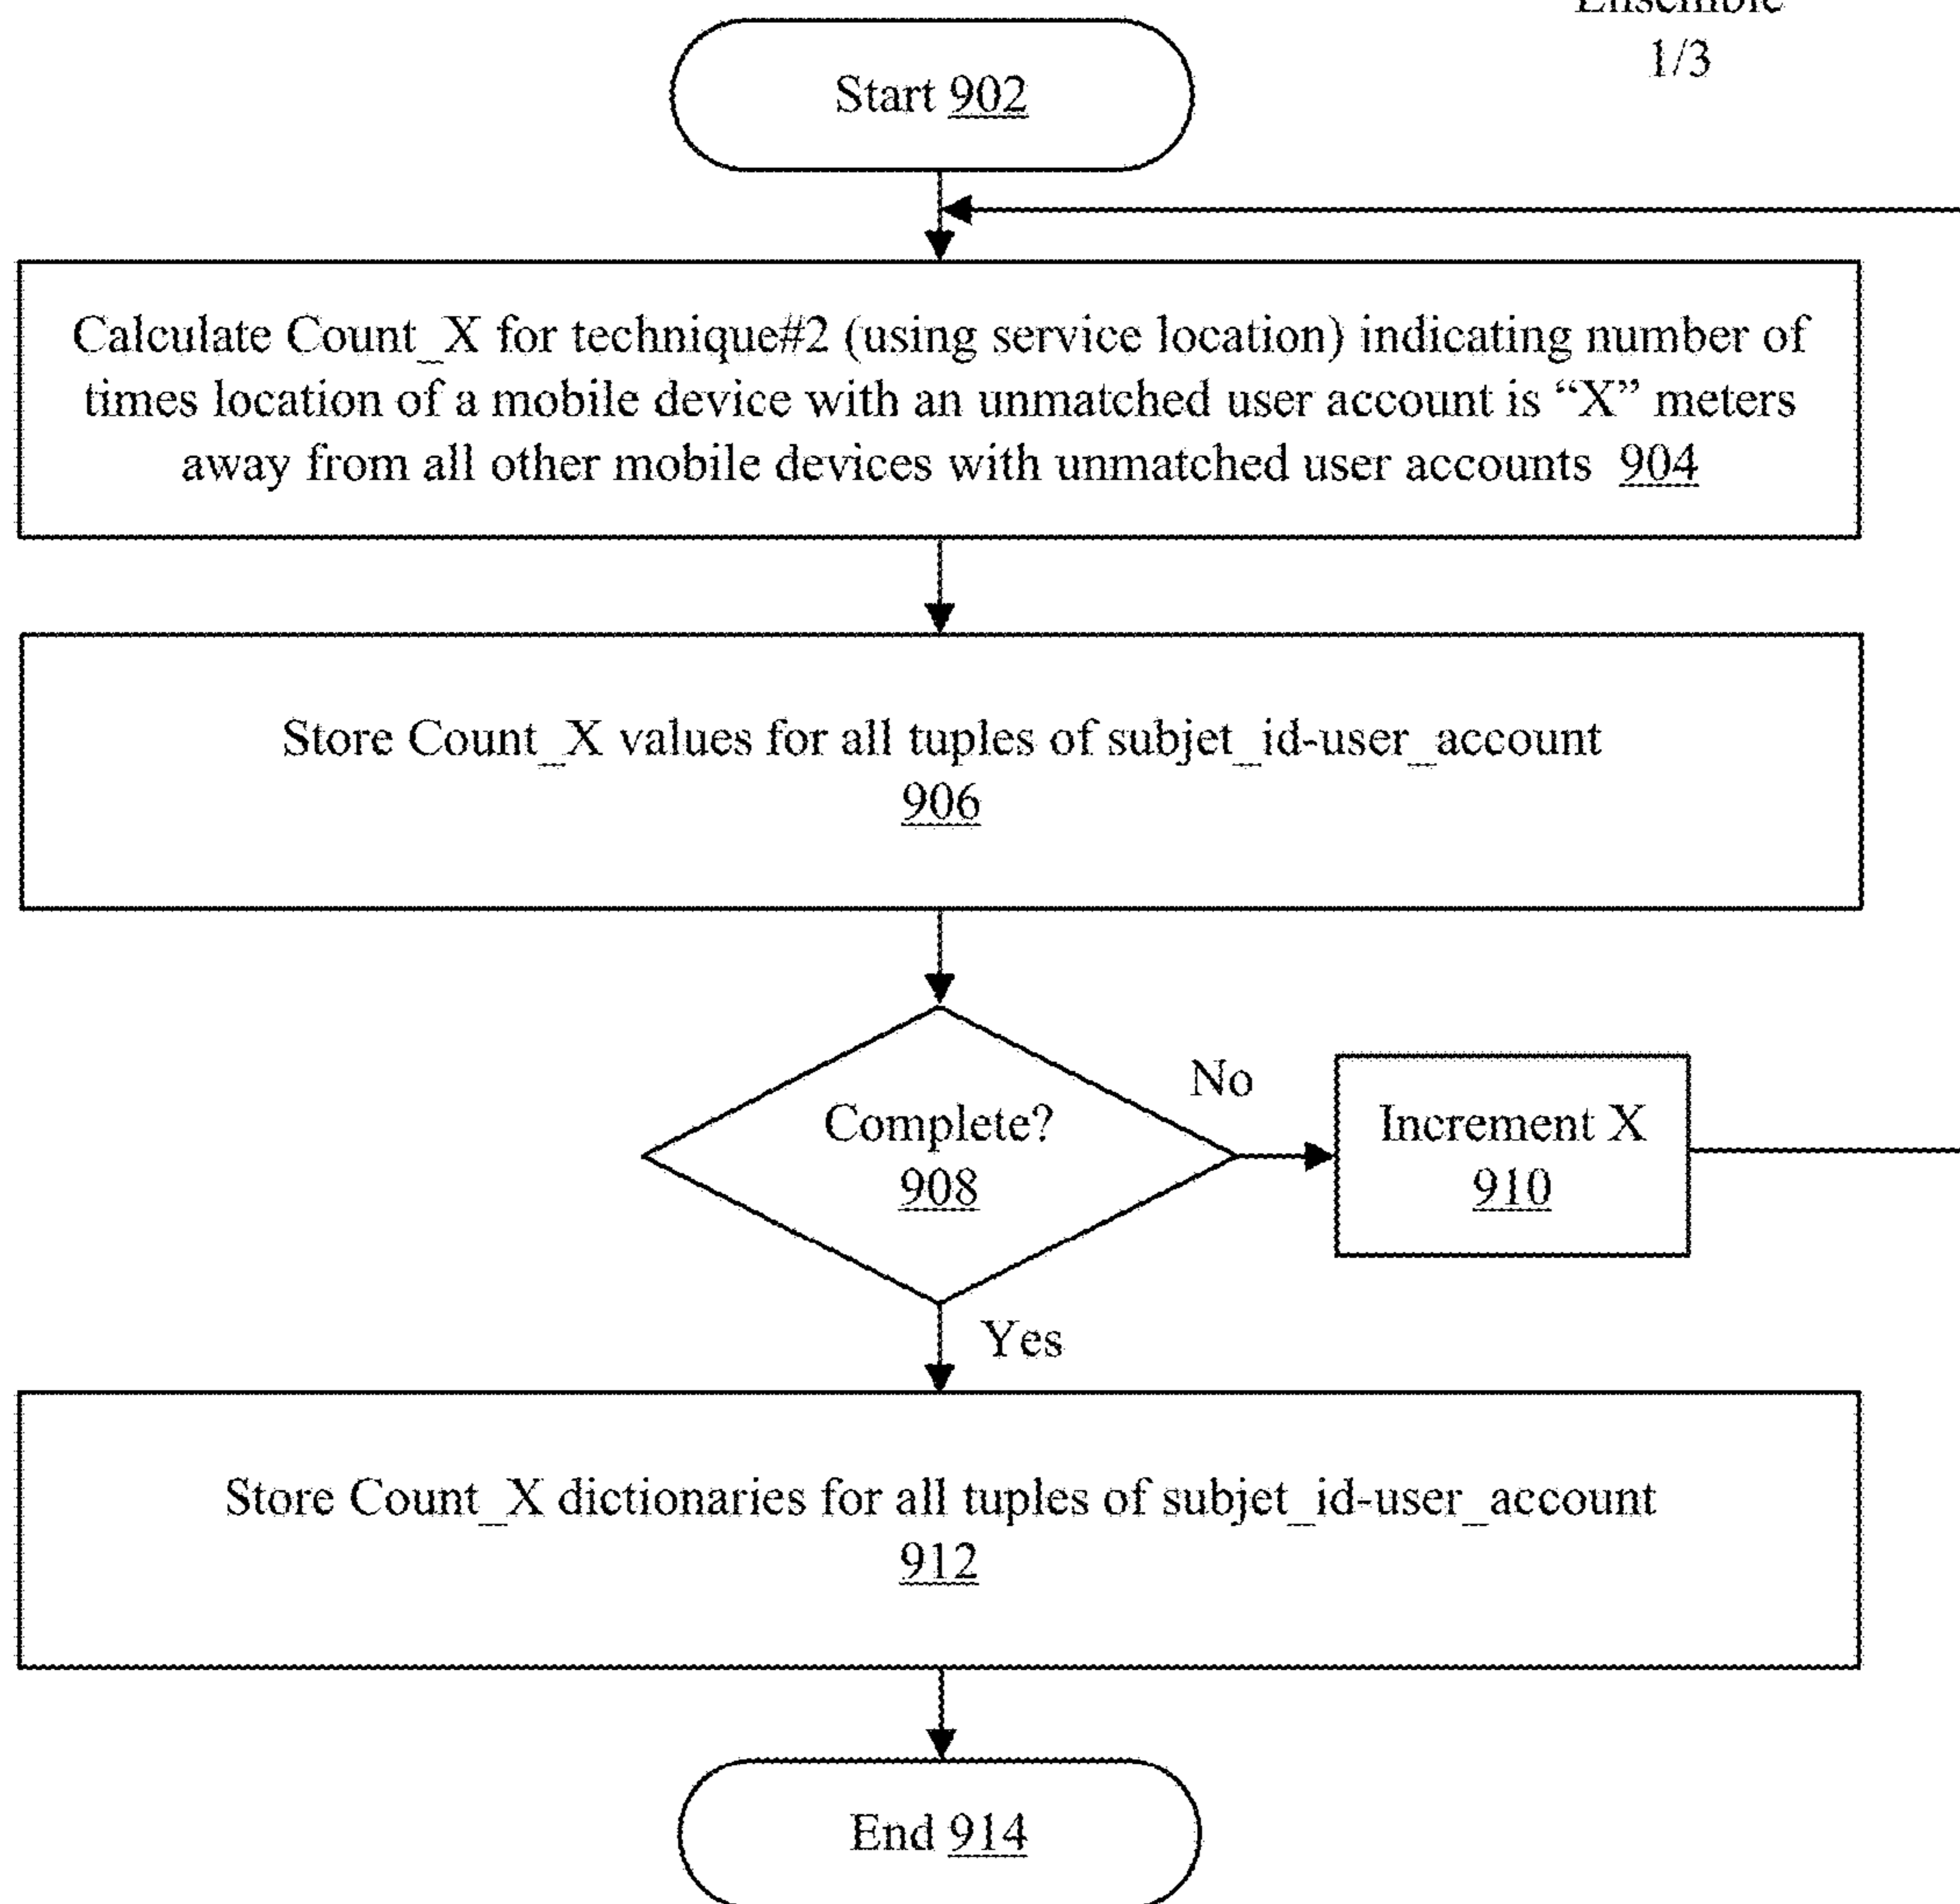 Ensemble
1/3
Start 902
Calculate Count_X for technique#2 (using service location) indicating number of
times location of a mobile device with an unmatched user account is “X” meters
away from all other mobile devices with unmatched user accounts 904
Store Count_X values for all tuples of subjet_id-user_account
906
Complete?
908
No
Increment X
910
Yes
Store Count_X dictionaries for all tuples of subjet_id-user_account
912
End 914